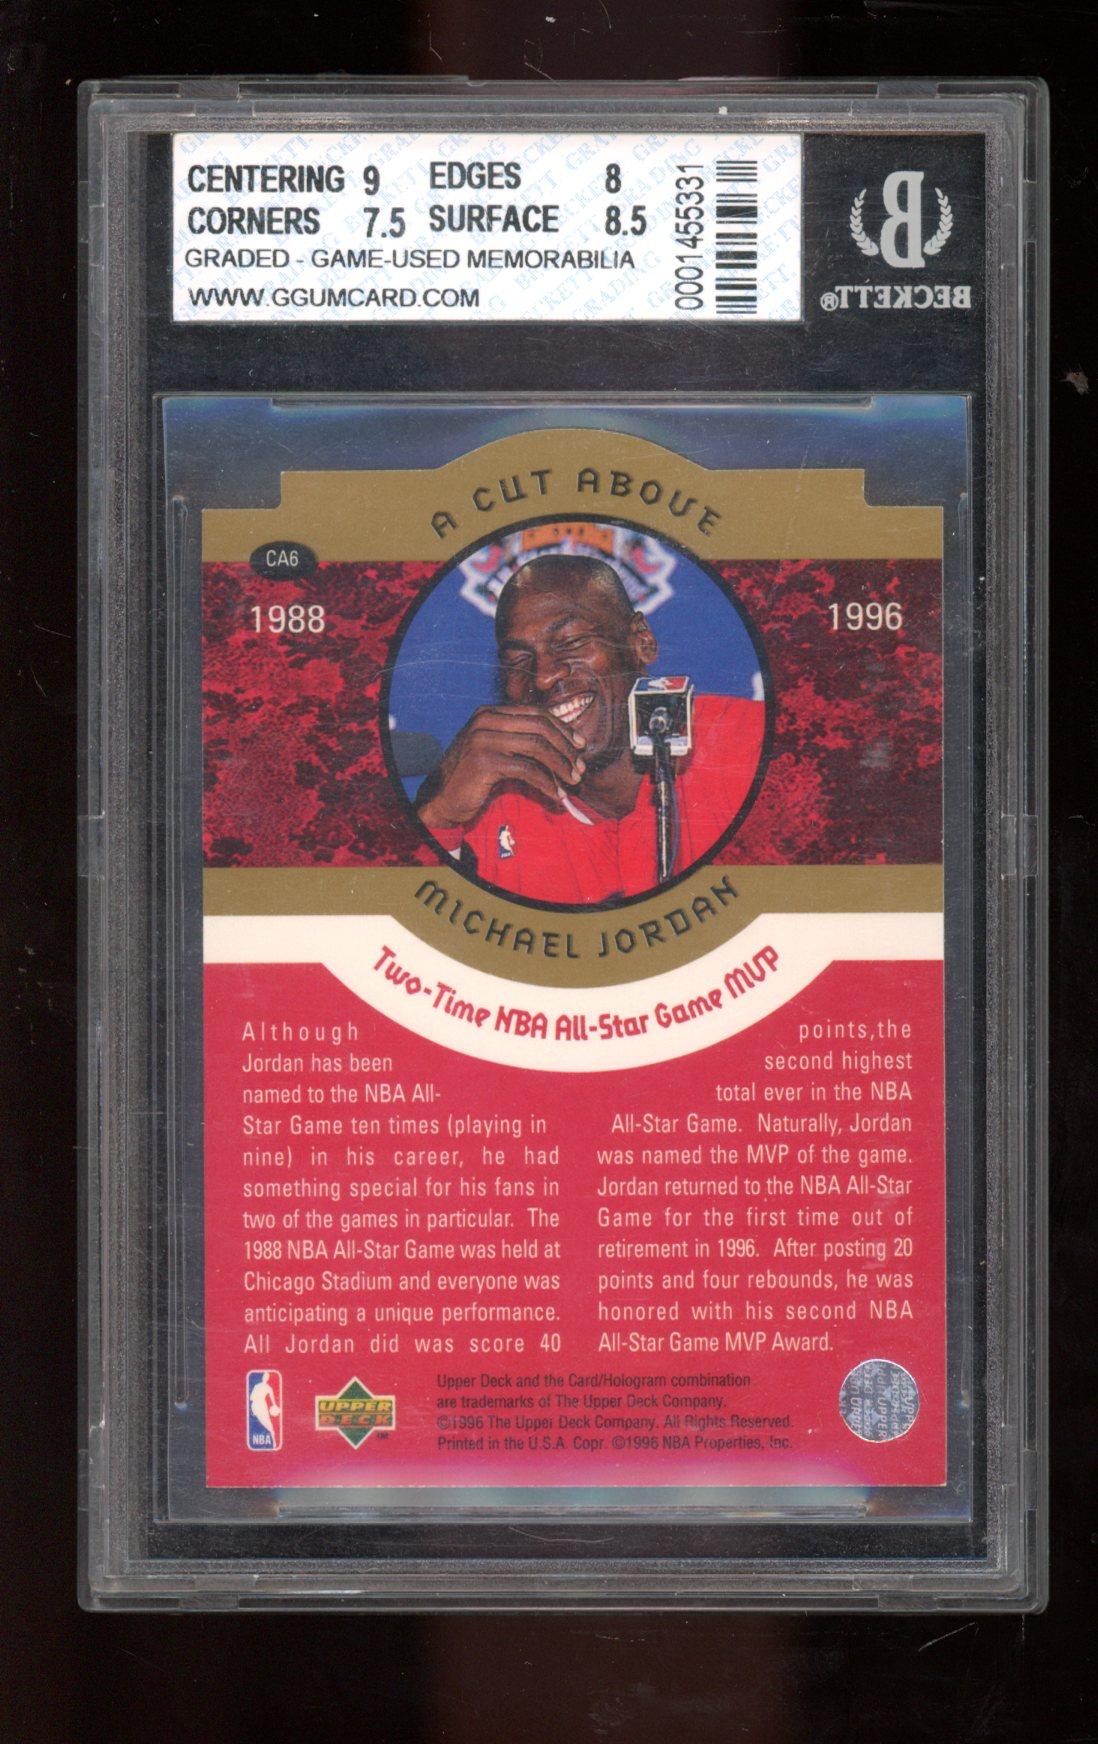 CENTERING 9 EDGES 8
CORNERS 7.5 SURFACE 8.5
GRADED - GAME-USED MEMORABILIA
WWW.GGUMCARD.COM
0001455331
BECKETT®
A CUT ABOVE
CA6
1988
1996
MICHAEL JORDAN
Two-Time NBA All-Star Game MVP
Although
Jordan has been
named to the NBA All-
Star Game ten times (playing in
nine) in his career, he had
something special for his fans in
two of the games in particular. The
1988 NBA All-Star Game was held at
Chicago Stadium and everyone was
anticipating a unique performance.
All Jordan did was score 40
points,the
second highest
total ever in the NBA
All-Star Game. Naturally, Jordan
was named the MVP of the game.
Jordan returned to the NBA All-Star
Game for the first time out of
retirement in 1996. After posting 20
points and four rebounds, he was
honored with his second NBA
All-Star Game MVP Award.
NBA
UPPER
DECK
TM
Upper Deck and the Card/Hologram combination
are trademarks of The Upper Deck Company.
©1996 The Upper Deck Company. All Rights Reserved.
Printed in the U.S.A. Copr. ©1996 NBA Properties, Inc.